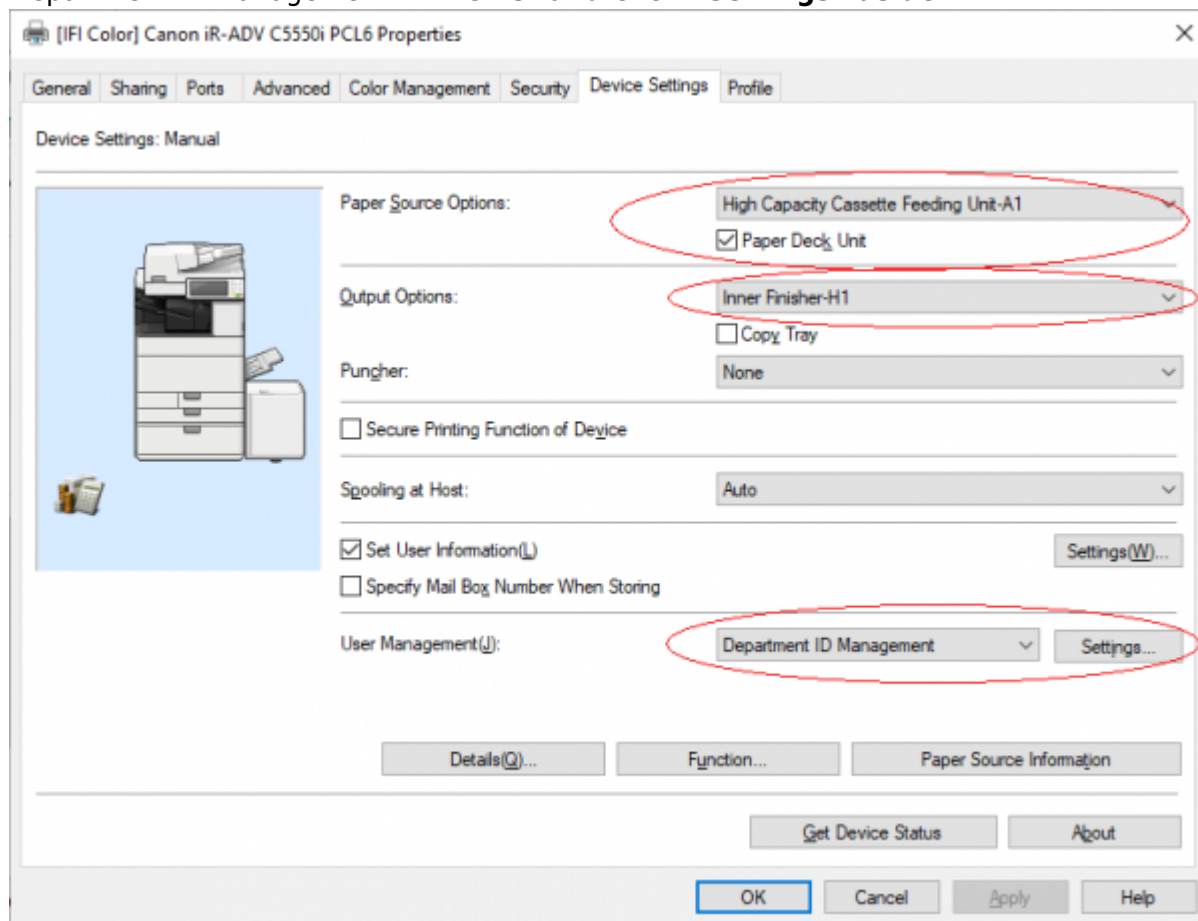 [IFI Color] Canon iR-ADV C5550i PCL6 Properties
General Sharing Ports Advanced Color Management Security Device Settings Profile
Device Settings: Manual
Paper Source Options: High Capacity Cassette Feeding Unit-A1
Paper Deck Unit
Output Options: Inner Finisher-H1
Copy Tray
Puncher: None
Secure Printing Function of Device
Spooling at Host: Auto
Set User Information(L) Settings(W)...
Specify Mail Box Number When Storing
User Management(J): Department ID Management Settings...
Details(Q)... Function... Paper Source Information
Get Device Status About
OK Cancel Apply Help